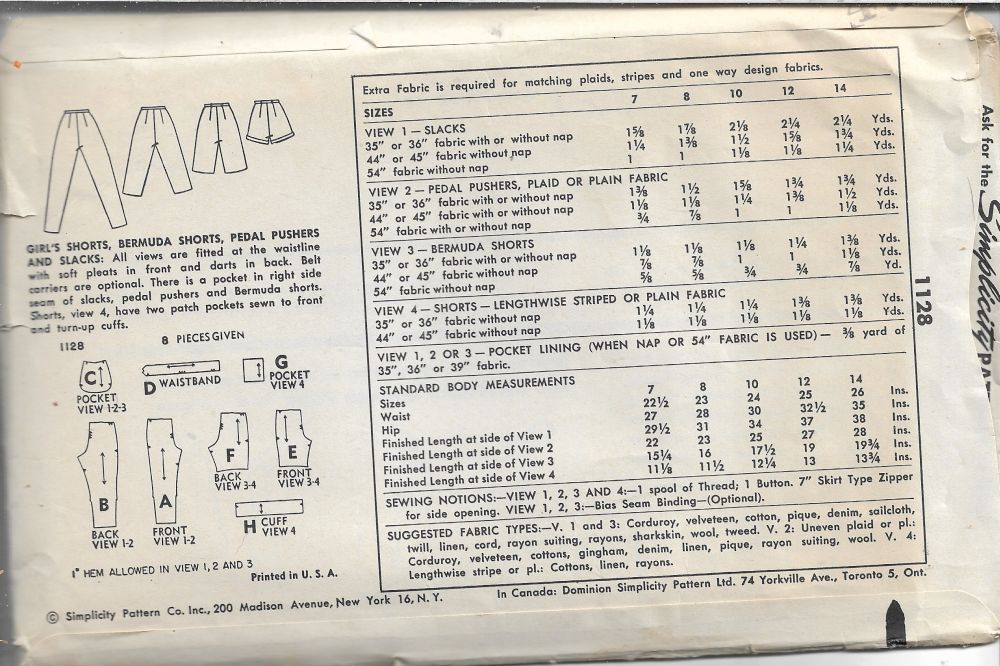 GIRL'S SHORTS, BERMUDA SHORTS, PEDAL PUSHERS
AND SLACKS: All views are fitted at the waistline
with soft pleats in front and darts in back. Belt
carriers are optional. There is a pocket in right side
seam of slacks, pedal pushers and Bermuda shorts.
Shorts, view 4, have two patch pockets sewn to front
and turn-up cuffs.
1128
8 PIECES GIVEN
C
POCKET
VIEW 1-2-3
D WAISTBAND
G
POCKET
VIEW 4
B
BACK
VIEW 1-2
A
FRONT
VIEW 1-2
F
BACK
VIEW 3-4
E
FRONT
VIEW 3-4
H CUFF
VIEW 4
1" HEM ALLOWED IN VIEW 1, 2 AND 3
Printed in U. S. A.
Extra Fabric is required for matching plaids, stripes and one way design fabrics.
SIZES 7 8 10 12 14
VIEW 1 — SLACKS
35" or 36" fabric with or without nap 1⅝ 1⅞ 2⅛ 2¼ 2¼ Yds.
44" or 45" fabric without nap 1¼ 1⅜ 1½ 1⅝ 1¾ Yds.
54" fabric without nap 1 1 1⅛ 1⅛ 1¼ Yds.
VIEW 2 — PEDAL PUSHERS, PLAID OR PLAIN FABRIC
35" or 36" fabric with or without nap 1⅜ 1½ 1⅝ 1¾ 1¾ Yds.
44" or 45" fabric with or without nap 1⅛ 1⅛ 1¼ 1⅜ 1½ Yds.
54" fabric with or without nap ¾ ⅞ 1 1 1⅛ Yds.
VIEW 3 — BERMUDA SHORTS
35" or 36" fabric with or without nap 1⅛ 1⅛ 1⅛ 1¼ 1⅜ Yds.
44" or 45" fabric without nap ⅞ ⅞ 1 1 1⅛ Yds.
54" fabric without nap ⅝ ⅝ ¾ ¾ ⅞ Yd.
VIEW 4 — SHORTS — LENGTHWISE STRIPED OR PLAIN FABRIC
35" or 36" fabric without nap 1¼ 1¼ 1¼ 1⅜ 1⅜ Yds.
44" or 45" fabric without nap 1⅛ 1⅛ 1⅛ 1⅛ 1⅛ Yds.
VIEW 1, 2 OR 3 — POCKET LINING (WHEN NAP OR 54" FABRIC IS USED) — ⅜ yard of
35", 36" or 39" fabric.
STANDARD BODY MEASUREMENTS
Sizes 7 8 10 12 14
Waist 22½ 23 24 25 26 Ins.
Hip 27 28 30 32½ 35 Ins.
Finished Length at side of View 1 29½ 31 34 37 38 Ins.
Finished Length at side of View 2 22 23 25 27 28 Ins.
Finished Length at side of View 3 15¼ 16 17½ 19 19¾ Ins.
Finished Length at side of View 4 11⅛ 11½ 12¼ 13 13¾ Ins.
SEWING NOTIONS:—VIEW 1, 2, 3 AND 4:—1 spool of Thread; 1 Button. 7" Skirt Type Zipper
for side opening. VIEW 1, 2, 3:—Bias Seam Binding—(Optional).
SUGGESTED FABRIC TYPES:—V. 1 and 3: Corduroy, velveteen, cotton, pique, denim, sailcloth,
twill, linen, cord, rayon suiting, rayons, sharkskin, wool, tweed. V. 2: Uneven plaid or pl.:
Corduroy, velveteen, cottons, gingham, denim, linen, pique, rayon suiting, wool. V. 4:
Lengthwise stripe or pl.: Cottons, linen, rayons.
© Simplicity Pattern Co. Inc., 200 Madison Avenue, New York 16, N. Y.
In Canada: Dominion Simplicity Pattern Ltd. 74 Yorkville Ave., Toronto 5, Ont.
1128
Ask for the Simplicity